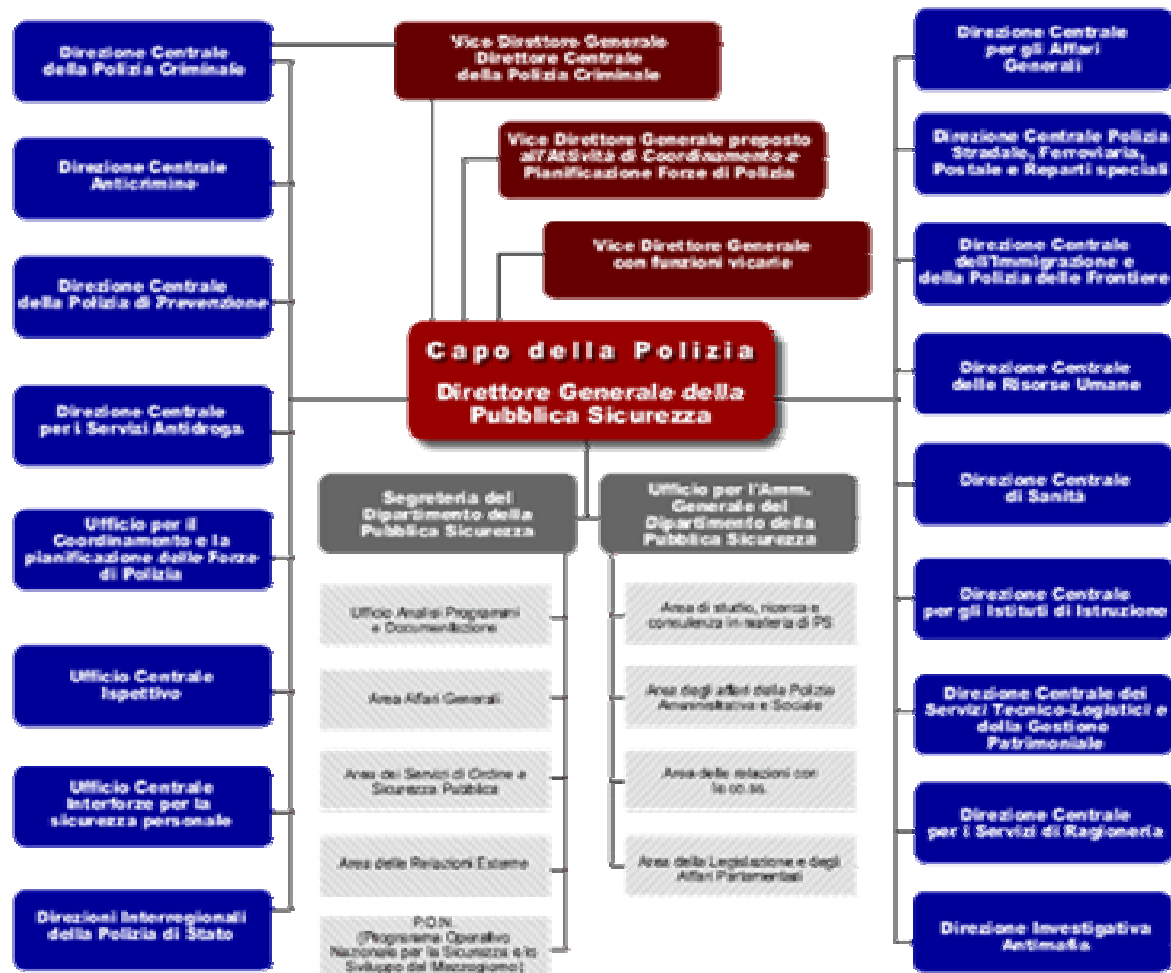 Direzione Centrale
della Polizia Criminale
Vice Direttore Generale
Direttore Centrale
della Polizia Criminale
Direzione Centrale
per gli Affari
Generali
Direzione Centrale
Anticrimine
Vice Direttore Generale preposto
all'Attività di Coordinamento e
Pianificazione Forze di Polizia
Direzione Centrale Polizia
Stradale, Ferroviaria,
Postale e Reparti speciali
Vice Direttore Generale
con funzioni vicarie
Direzione Centrale
dell'Immigrazione e
della Polizia delle Frontiere
Direzione Centrale
della Polizia di Prevenzione
Capo della Polizia
Direttore Generale della
Pubblica Sicurezza
Direzione Centrale
delle Risorse Umane
Direzione Centrale
per i Servizi Antidroga
Segreteria del
Dipartimento della
Pubblica Sicurezza
Ufficio per l'Amm.
Generale del
Dipartimento della
Pubblica Sicurezza
Direzione Centrale
di Sanità
Ufficio per il
Coordinamento e la
pianificazione delle Forze
di Polizia
Ufficio Analisi Programmi
e Documentazione
Area di studio, ricerca e
consulenza in materia di PS
Direzione Centrale
per gli Istituti di Istruzione
Ufficio Centrale
Ispettivo
Area Affari Generali
Area degli affari della Polizia
Amministrativa e Sociale
Direzione Centrale dei
Servizi Tecnico-Logistici e
della Gestione
Patrimoniale
Ufficio Centrale
Interforze per la
sicurezza personale
Area dei Servizi di Ordine e
Sicurezza Pubblica
Area delle relazioni con
le oo.ss.
Direzione Centrale
per i Servizi di Ragioneria
Area delle Relazioni Esterne
Area della Legislazione e degli
Affari Parlamentari
Direzioni Interregionali
della Polizia di Stato
P.O.N.
(Programma Operativo
Nazionale per la Sicurezza e lo
Sviluppo del Mezzogiorno)
Direzione Investigativa
Antimafia